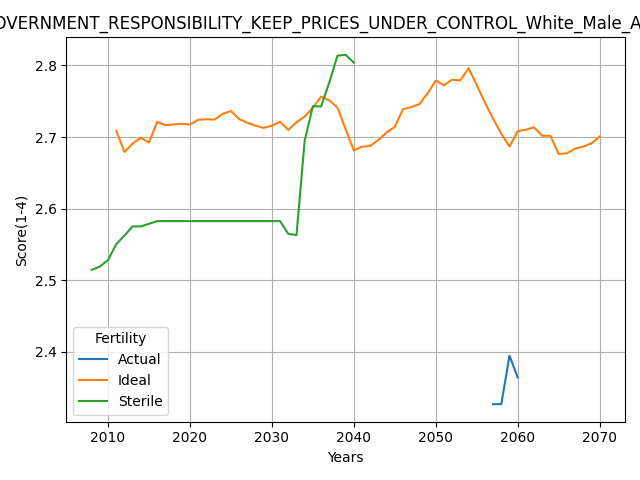 OVERNMENT_RESPONSIBILITY_KEEP_PRICES_UNDER_CONTROL_White_Male_A
Score(1-4)
2.8
2.7
2.6
2.5
2.4
Fertility
Actual
Ideal
Sterile
2010 2020 2030 2040 2050 2060 2070
Years